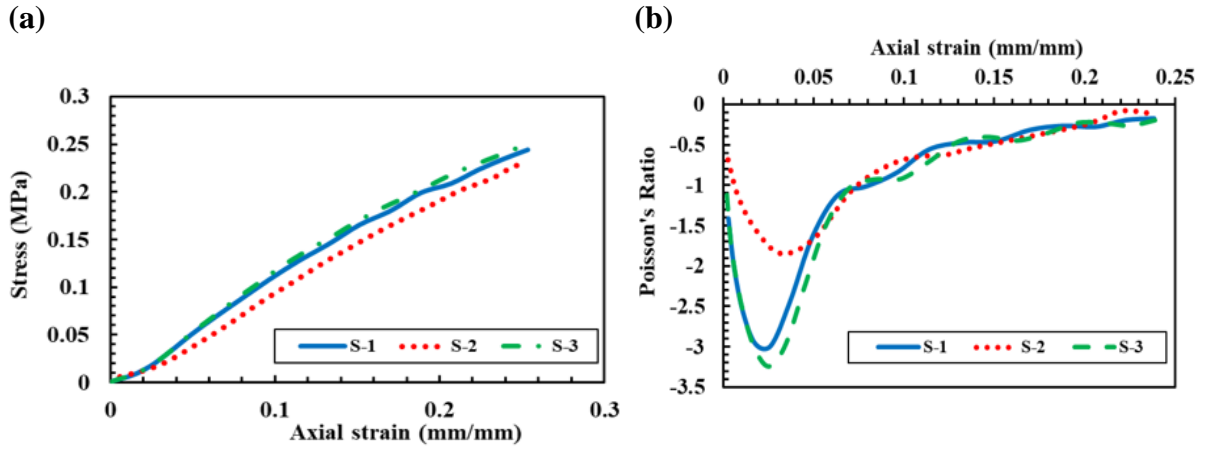 (a)
(b)
0.3
0.25
0.2
0.15
0.1
0.05
0
Stress (MPa)
S-1 S-2 S-3
0 0.1 0.2 0.3
Axial strain (mm/mm)
Axial strain (mm/mm)
0 0.05 0.1 0.15 0.2 0.25
0
-0.5
-1
-1.5
-2
-2.5
-3
-3.5
Poisson's Ratio
S-1 S-2 S-3